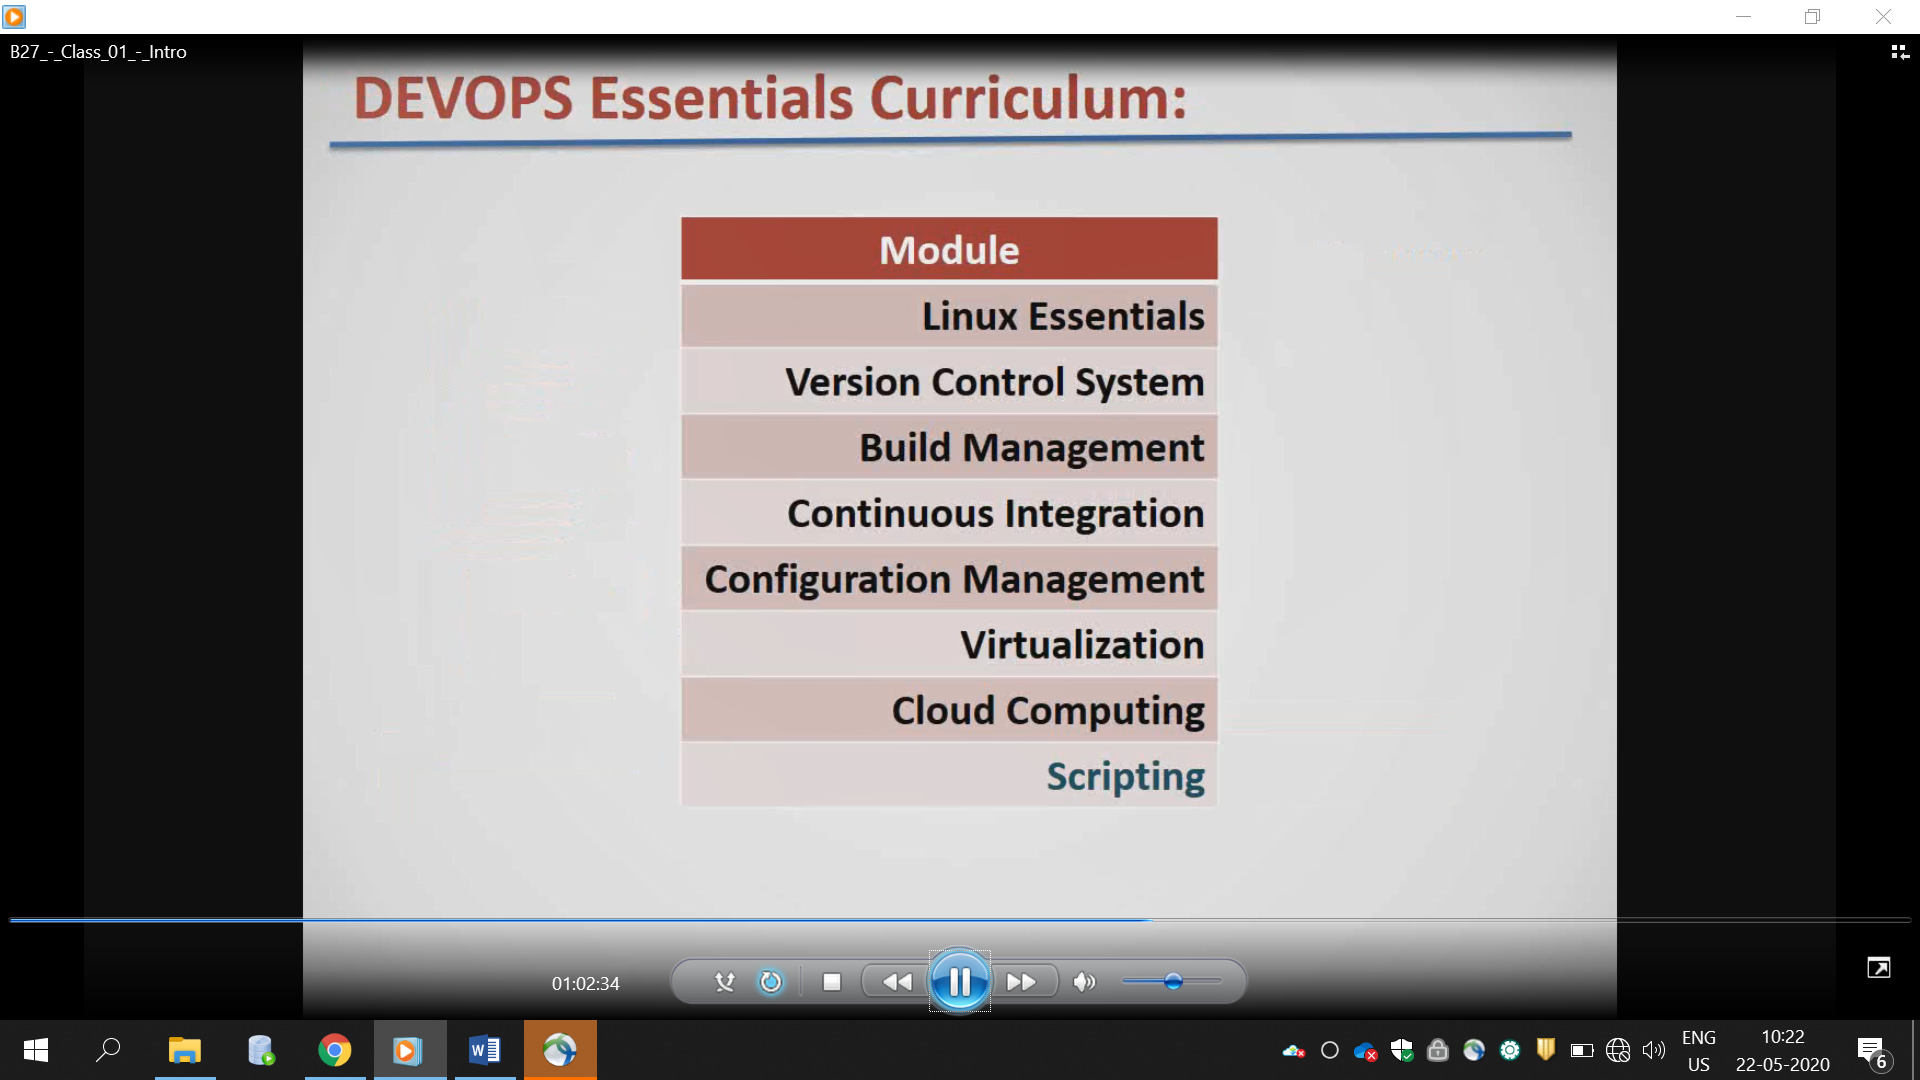 B27_-_Class_01_-_Intro
DEVOPS Essentials Curriculum:
Module
Linux Essentials
Version Control System
Build Management
Continuous Integration
Configuration Management
Virtualization
Cloud Computing
Scripting
01:02:34
ENG
US
10:22
22-05-2020
6